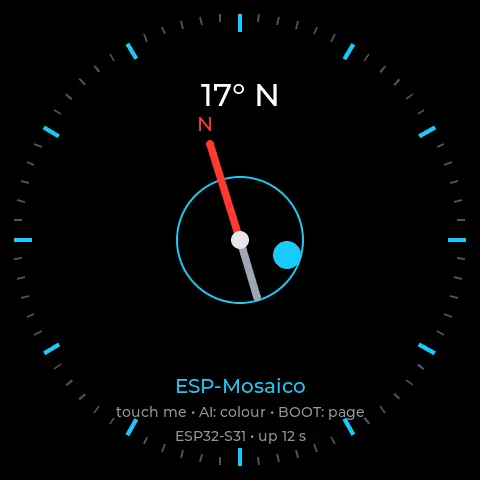 17° N
N
ESP-Mosaico
touch me • AI: colour • BOOT: page
ESP32-S31 • up 12 s